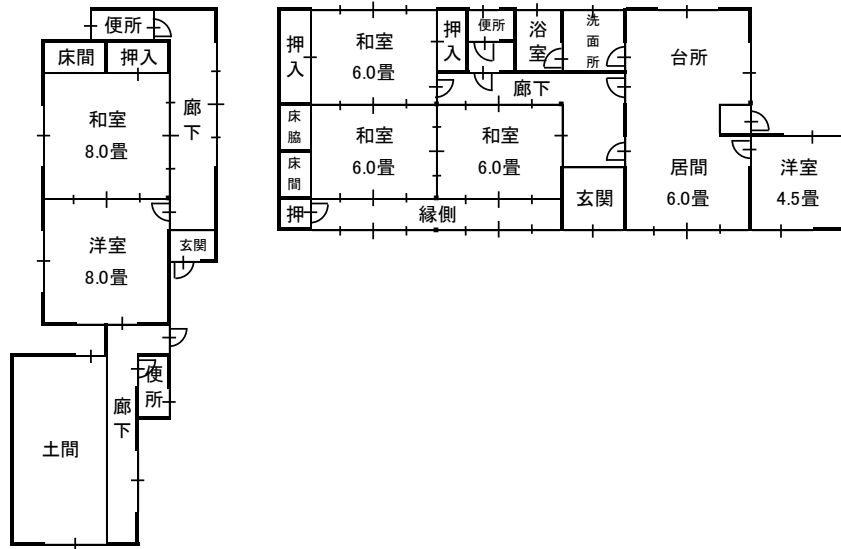 便所
床間
押入
和室
8.0畳
廊下
洋室
8.0畳
玄関
便所
廊下
土間
押入
和室
6.0畳
押入
便所
浴室
洗面所
台所
廊下
床脇
和室
6.0畳
和室
6.0畳
床間
押
縁側
玄関
居間
6.0畳
洋室
4.5畳